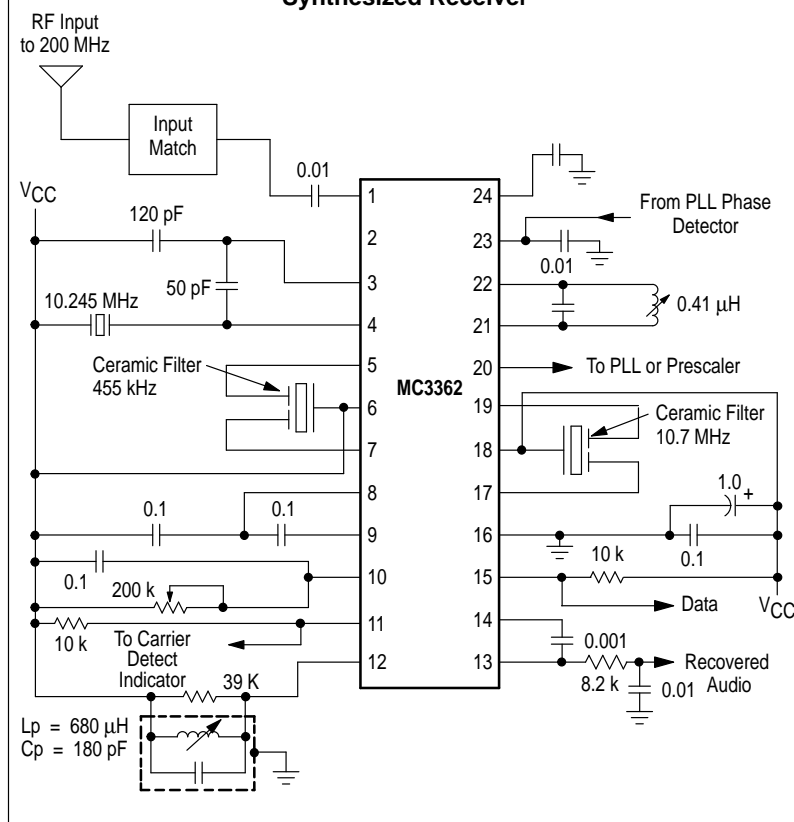 Synthesized Receiver
RF Input
to 200 MHz
Input
Match
0.01
VCC
120 pF
50 pF
10.245 MHz
Ceramic Filter
455 kHz
0.1
0.1
0.1
200 k
10 k
To Carrier
Detect
Indicator
39 K
Lp = 680 µH
Cp = 180 pF
1
2
3
4
5
6
7
8
9
10
11
12
MC3362
24
23
22
21
20
19
18
17
16
15
14
13
From PLL Phase
Detector
0.01
0.41 µH
To PLL or Prescaler
Ceramic Filter
10.7 MHz
1.0
+
0.1
10 k
Data
VCC
0.001
8.2 k
0.01
Recovered
Audio